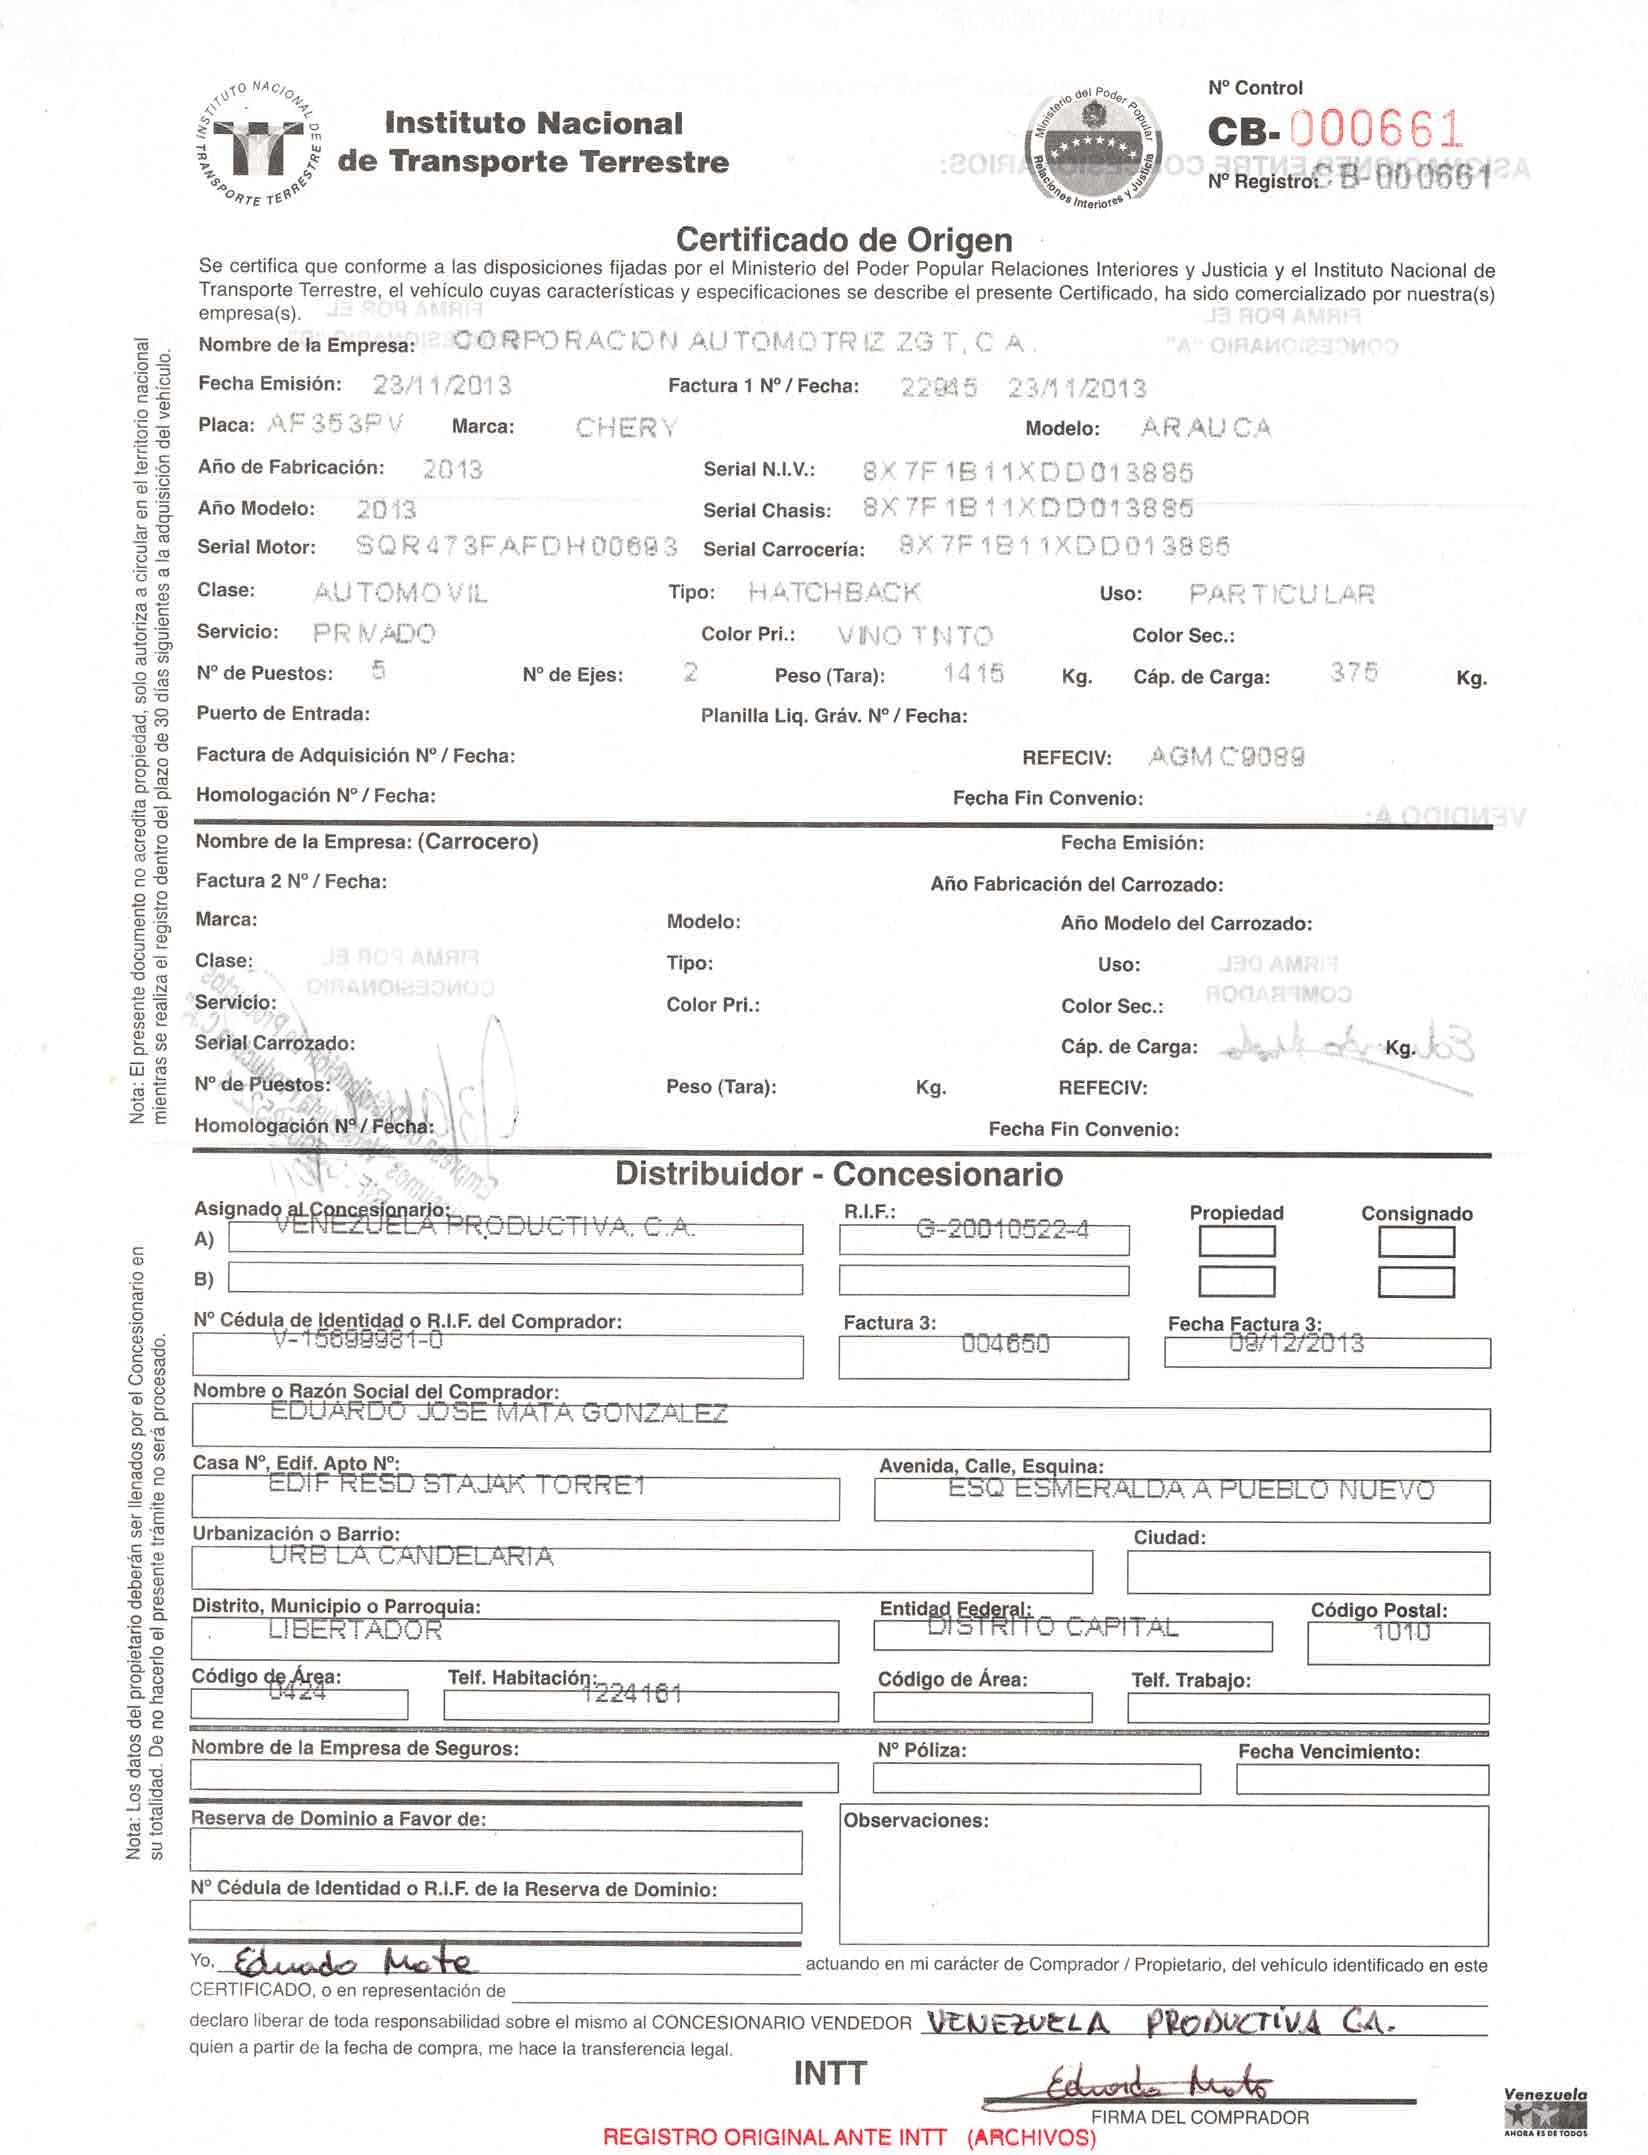 INSTITUTO NACIONAL DE TRANSPORTE TERRESTRE
Instituto Nacional
de Transporte Terrestre
Ministerio del Poder Popular
Relaciones Interiores y Justicia
Nº Control
CB-000661
Nº Registro: CB-000661
Certificado de Origen
Se certifica que conforme a las disposiciones fijadas por el Ministerio del Poder Popular Relaciones Interiores y Justicia y el Instituto Nacional de
Transporte Terrestre, el vehículo cuyas características y especificaciones se describe el presente Certificado, ha sido comercializado por nuestra(s)
empresa(s).
Nombre de la Empresa: CORPORACION AUTOMOTRIZ ZGT, C A.
Fecha Emisión: 23/11/2013 Factura 1 Nº / Fecha: 22945 23/11/2013
Placa: AF353PV Marca: CHERY Modelo: ARAUCA
Año de Fabricación: 2013 Serial N.I.V.: 8X7F1B11XDD013885
Año Modelo: 2013 Serial Chasis: 8X7F1B11XDD013885
Serial Motor: SQR473FAFDH00693 Serial Carrocería: 8X7F1B11XDD013885
Clase: AUTOMOVIL Tipo: HATCHBACK Uso: PARTICULAR
Servicio: PRIVADO Color Pri.: VINO TINTO Color Sec.:
Nº de Puestos: 5 Nº de Ejes: 2 Peso (Tara): 1415 Kg. Cáp. de Carga: 375 Kg.
Puerto de Entrada: Planilla Liq. Gráv. Nº / Fecha:
Factura de Adquisición Nº / Fecha: REFECIV: AGMC9089
Homologación Nº / Fecha: Fecha Fin Convenio:
Nombre de la Empresa: (Carrocero) Fecha Emisión:
Factura 2 Nº / Fecha: Año Fabricación del Carrozado:
Marca: Modelo: Año Modelo del Carrozado:
Clase: Tipo: Uso:
Servicio: Color Pri.: Color Sec.:
Serial Carrozado: Cáp. de Carga: Kg.
Nº de Puestos: Peso (Tara): Kg. REFECIV:
Homologación Nº / Fecha: Fecha Fin Convenio:
Nota: El presente documento no acredita propiedad, solo autoriza a circular en el territorio nacional
mientras se realiza el registro dentro del plazo de 30 días siguientes a la adquisición del vehículo.
Distribuidor - Concesionario
Asignado al Concesionario: R.I.F.: Propiedad Consignado
A) VENEZUELA PRODUCTIVA. C.A. G-20010522-4
B)
Nº Cédula de Identidad o R.I.F. del Comprador: Factura 3: Fecha Factura 3:
V-15699981-0 004650 09/12/2013
Nombre o Razón Social del Comprador:
EDUARDO JOSE MATA GONZALEZ
Casa Nº, Edif. Apto Nº: Avenida, Calle, Esquina:
EDIF RESD STAJAK TORRE1 ESQ ESMERALDA A PUEBLO NUEVO
Urbanización o Barrio: Ciudad:
URB LA CANDELARIA
Distrito, Municipio o Parroquia: Entidad Federal: Código Postal:
LIBERTADOR DISTRITO CAPITAL 1010
Código de Área: Telf. Habitación: Código de Área: Telf. Trabajo:
0424 1224161
Nombre de la Empresa de Seguros: Nº Póliza: Fecha Vencimiento:
Reserva de Dominio a Favor de: Observaciones:
Nº Cédula de Identidad o R.I.F. de la Reserva de Dominio:
Nota: Los datos del propietario deberán ser llenados por el Concesionario en
su totalidad. De no hacerlo el presente trámite no será procesado.
Yo, Eduardo Mata actuando en mi carácter de Comprador / Propietario, del vehículo identificado en este
CERTIFICADO, o en representación de
declaro liberar de toda responsabilidad sobre el mismo al CONCESIONARIO VENDEDOR VENEZUELA PRODUCTIVA CA.
quien a partir de la fecha de compra, me hace la transferencia legal.
INTT
Eduardo Mata
FIRMA DEL COMPRADOR
REGISTRO ORIGINAL ANTE INTT (ARCHIVOS)
Venezuela
AHORA ES DE TODOS